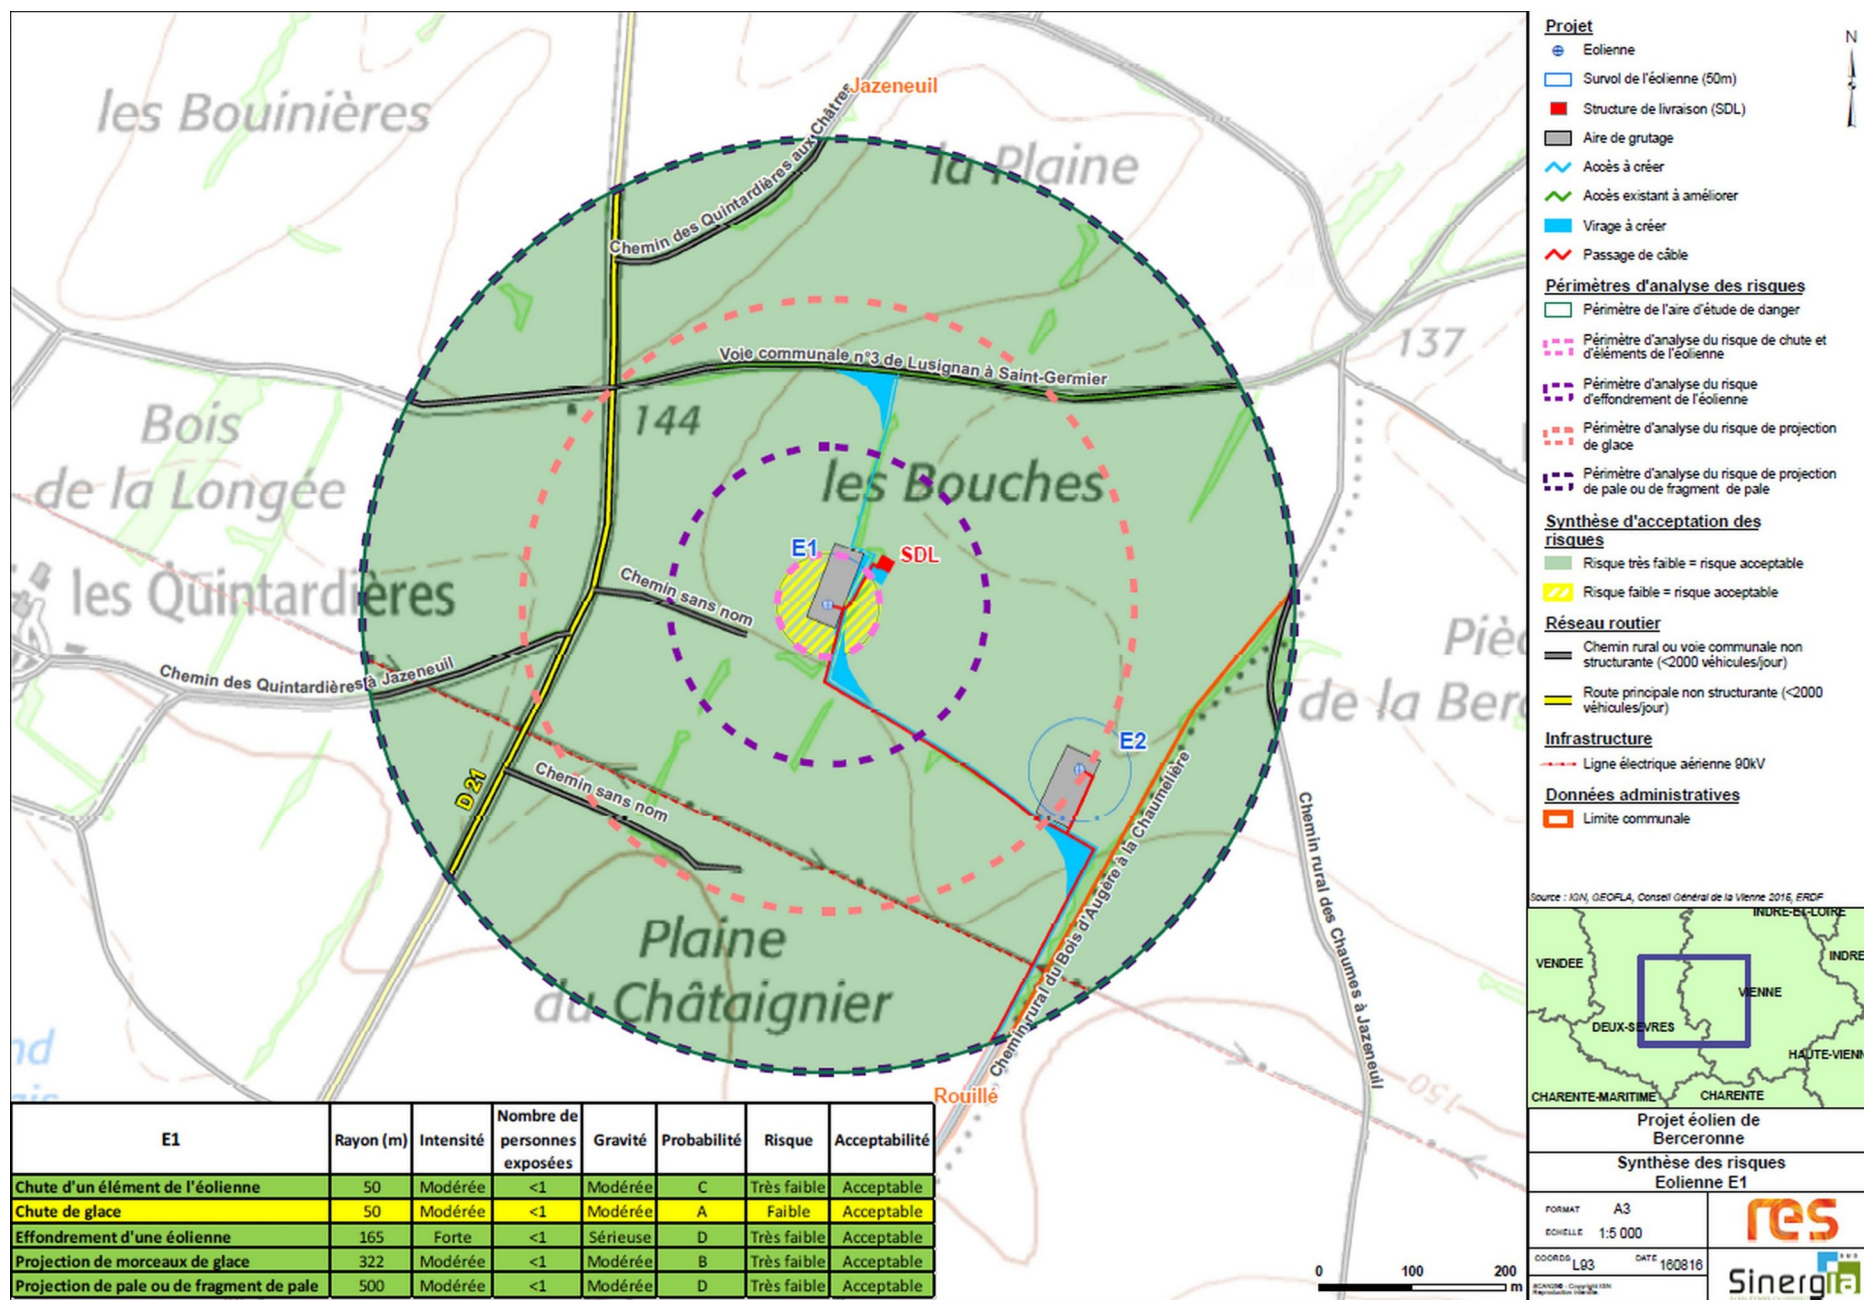 les Bouinières
Jazeneuil
la Plaine
Chemin des Quintardières aux Châtres
Voie communale n°3 de Lusignan à Saint-Germier
137
144
Bois
de la Longée
les Bouches
E1
SDL
Chemin sans nom
les Quintardières
Pièc
de la Berc
Chemin des Quintardières à Jazeneuil
E2
D 21
Chemin sans nom
Chemin rural du Bois d'Augère à la Chaumelière
Chemin rural des Chaumes à Jazeneuil
Plaine
du Châtaignier
nd
150
Rouillé
E1
Rayon (m)
Intensité
Nombre de
personnes
exposées
Gravité
Probabilité
Risque
Acceptabilité
Chute d'un élément de l'éolienne 50 Modérée <1 Modérée C Très faible Acceptable
Chute de glace 50 Modérée <1 Modérée A Faible Acceptable
Effondrement d'une éolienne 165 Forte <1 Sérieuse D Très faible Acceptable
Projection de morceaux de glace 322 Modérée <1 Modérée B Très faible Acceptable
Projection de pale ou de fragment de pale 500 Modérée <1 Modérée D Très faible Acceptable
0 100 200
m
N
Projet
Eolienne
Survol de l'éolienne (50m)
Structure de livraison (SDL)
Aire de grutage
Accès à créer
Accès existant à améliorer
Virage à créer
Passage de câble
Périmètres d'analyse des risques
Périmètre de l'aire d'étude de danger
Périmètre d'analyse du risque de chute et
d'éléments de l'éolienne
Périmètre d'analyse du risque
d'effondrement de l'éolienne
Périmètre d'analyse du risque de projection
de glace
Périmètre d'analyse du risque de projection
de pale ou de fragment de pale
Synthèse d'acceptation des
risques
Risque très faible = risque acceptable
Risque faible = risque acceptable
Réseau routier
Chemin rural ou voie communale non
structurante (<2000 véhicules/jour)
Route principale non structurante (<2000
véhicules/jour)
Infrastructure
Ligne électrique aérienne 90kV
Données administratives
Limite communale
Source : IGN, GEOFLA, Conseil Général de la Vienne 2016, ERDF
INDRE-ET-LOIRE
VENDEE
INDRE
VIENNE
DEUX-SEVRES
HAUTE-VIENN
CHARENTE-MARITIME
CHARENTE
Projet éolien de
Berceronne
Synthèse des risques
Eolienne E1
FORMAT A3
ECHELLE 1:5 000
COORDS L93
DATE 160816
SCAN25® - Copyright IGN
Reproduction interdite.
res
Sinergia
SUD